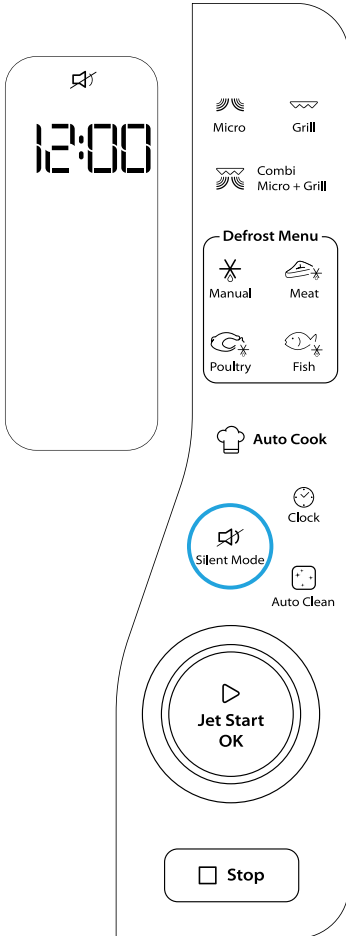 12:00
Micro Grill
Combi
Micro + Grill
Defrost Menu
Manual Meat
Poultry Fish
Auto Cook
Clock
Silent Mode
Auto Clean
Jet Start
OK
Stop